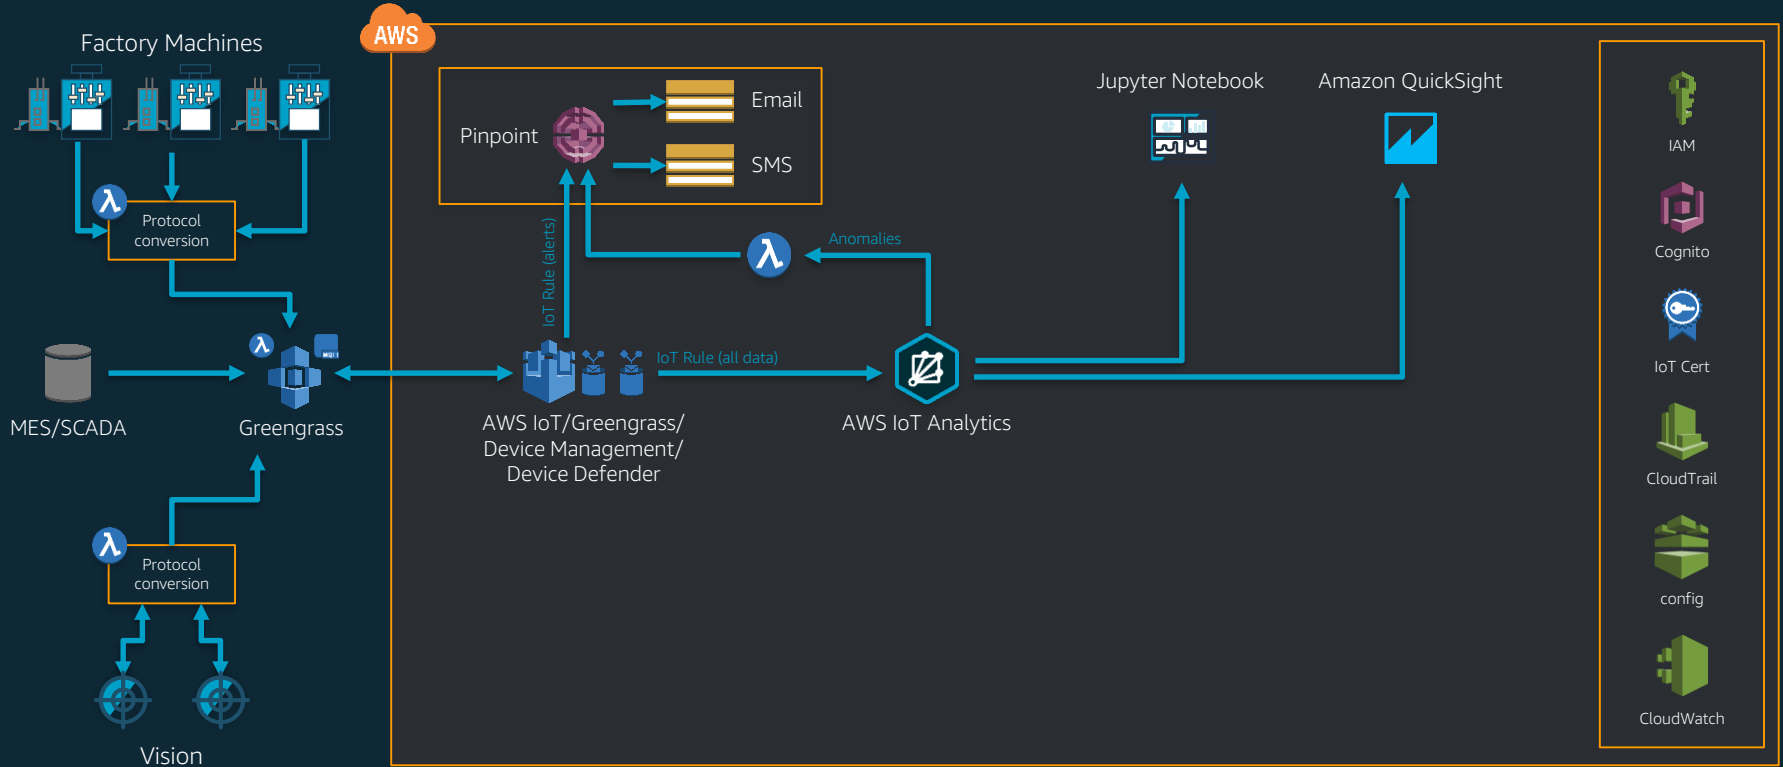 Factory Machines
AWS
Jupyter Notebook
Amazon QuickSight
Email
Pinpoint
SMS
IAM
Protocol
conversion
IoT Rule (alerts)
Anomalies
Cognito
IoT Rule (all data)
IoT Cert
MES/SCADA
Greengrass
AWS IoT/Greengrass/
Device Management/
Device Defender
AWS IoT Analytics
CloudTrail
Protocol
conversion
config
CloudWatch
Vision